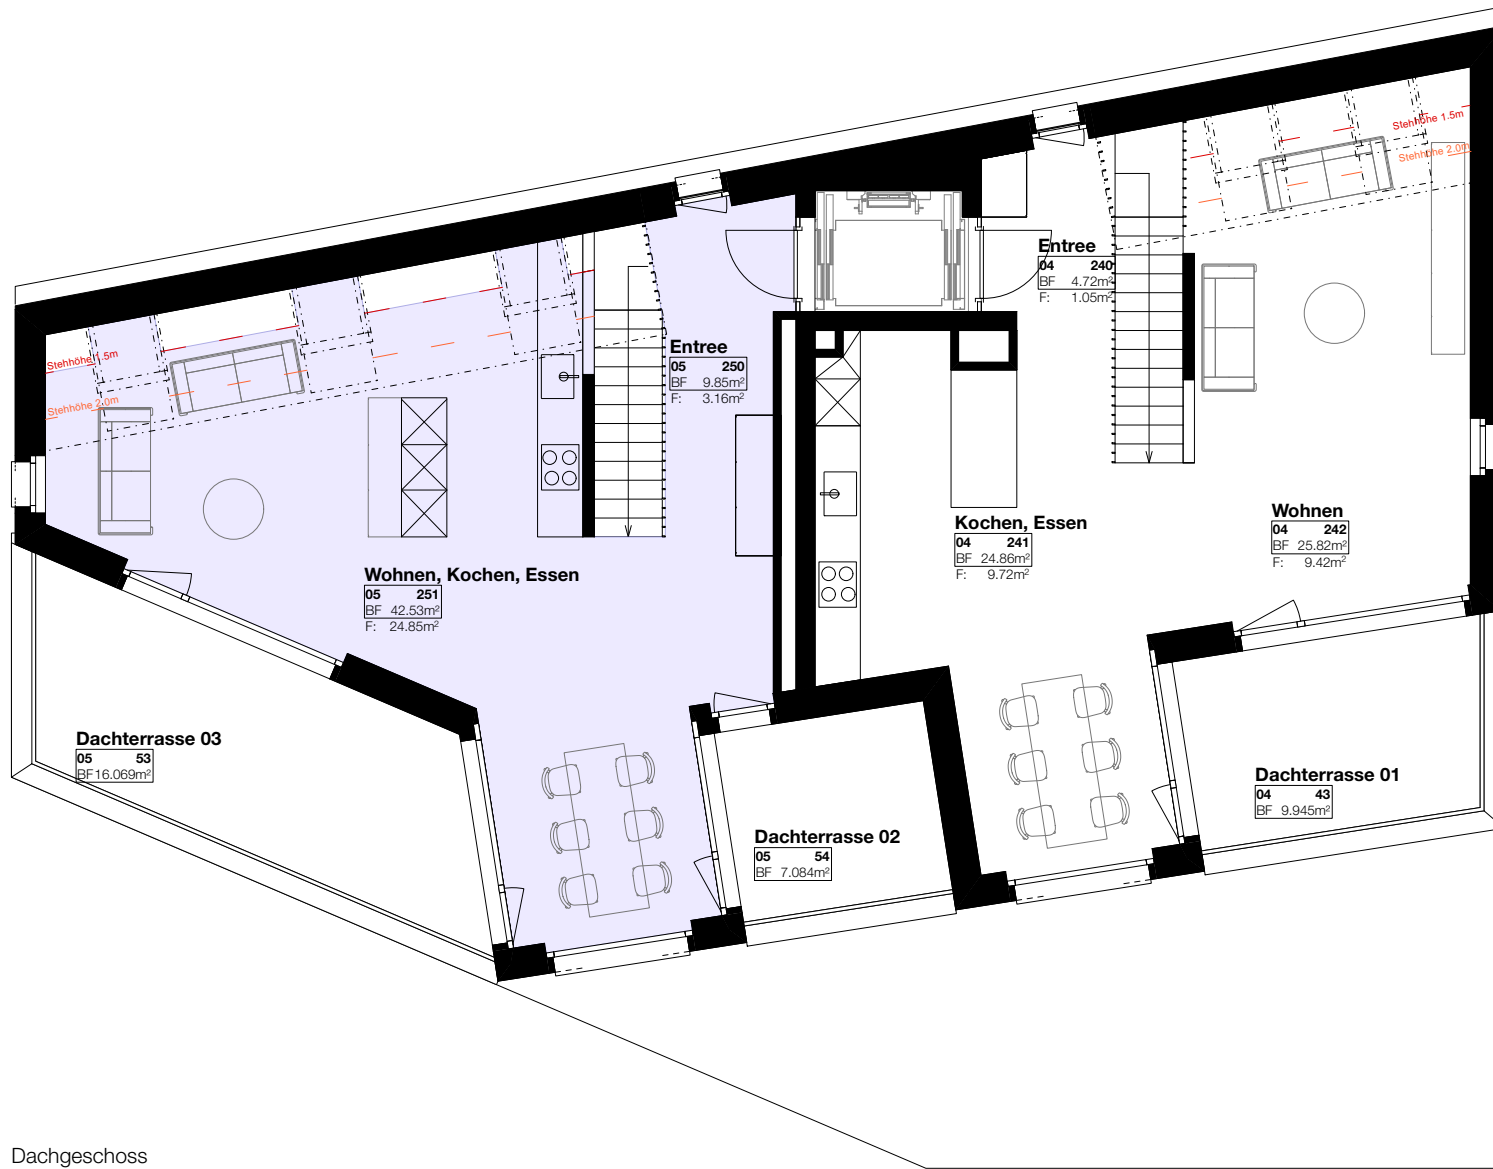 Stehhöhe 1.5m
Stehhöhe 2.0m
Entree
04 240
BF 4.72m²
F: 1.05m²
Stehhöhe 1.5m
Stehhöhe 2.0m
Entree
05 250
BF 9.85m²
F: 3.16m²
Kochen, Essen
04 241
BF 24.86m²
F: 9.72m²
Wohnen
04 242
BF 25.82m²
F: 9.42m²
Wohnen, Kochen, Essen
05 251
BF 42.53m²
F: 24.85m²
Dachterrasse 03
05 53
BF 16.069m²
Dachterrasse 02
05 54
BF 7.084m²
Dachterrasse 01
04 43
BF 9.945m²
Dachgeschoss